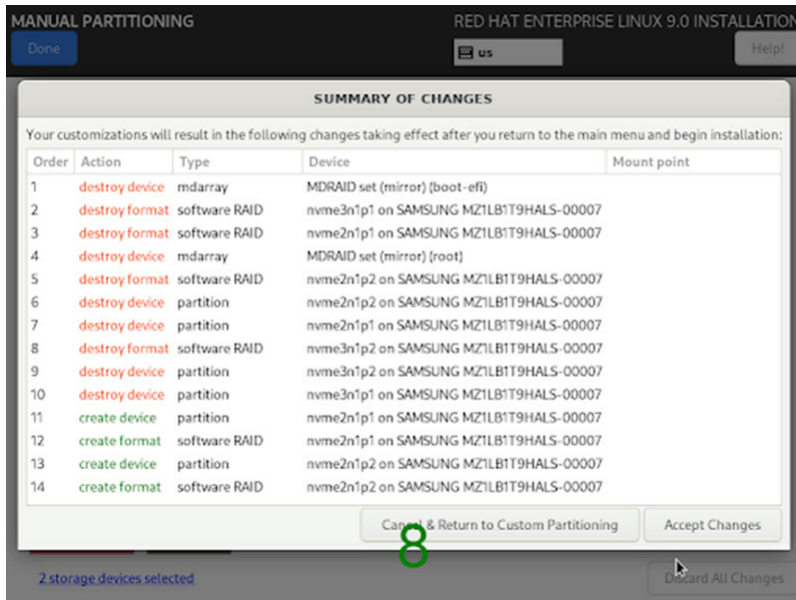 MANUAL PARTITIONING
RED HAT ENTERPRISE LINUX 9.0 INSTALLATION
Done
us
Help!
SUMMARY OF CHANGES
Your customizations will result in the following changes taking effect after you return to the main menu and begin installation:
Order Action Type Device Mount point
1 destroy device mdarray MDRAID set (mirror) (boot-efi)
2 destroy format software RAID nvme3n1p1 on SAMSUNG MZ1LB1T9HALS-00007
3 destroy format software RAID nvme2n1p1 on SAMSUNG MZ1LB1T9HALS-00007
4 destroy device mdarray MDRAID set (mirror) (root)
5 destroy format software RAID nvme2n1p2 on SAMSUNG MZ1LB1T9HALS-00007
6 destroy device partition nvme2n1p2 on SAMSUNG MZ1LB1T9HALS-00007
7 destroy device partition nvme2n1p1 on SAMSUNG MZ1LB1T9HALS-00007
8 destroy format software RAID nvme3n1p2 on SAMSUNG MZ1LB1T9HALS-00007
9 destroy device partition nvme3n1p2 on SAMSUNG MZ1LB1T9HALS-00007
10 destroy device partition nvme3n1p1 on SAMSUNG MZ1LB1T9HALS-00007
11 create device partition nvme2n1p1 on SAMSUNG MZ1LB1T9HALS-00007
12 create format software RAID nvme2n1p1 on SAMSUNG MZ1LB1T9HALS-00007
13 create device partition nvme2n1p2 on SAMSUNG MZ1LB1T9HALS-00007
14 create format software RAID nvme2n1p2 on SAMSUNG MZ1LB1T9HALS-00007
Cancel & Return to Custom Partitioning Accept Changes
8
2 storage devices selected
Discard All Changes